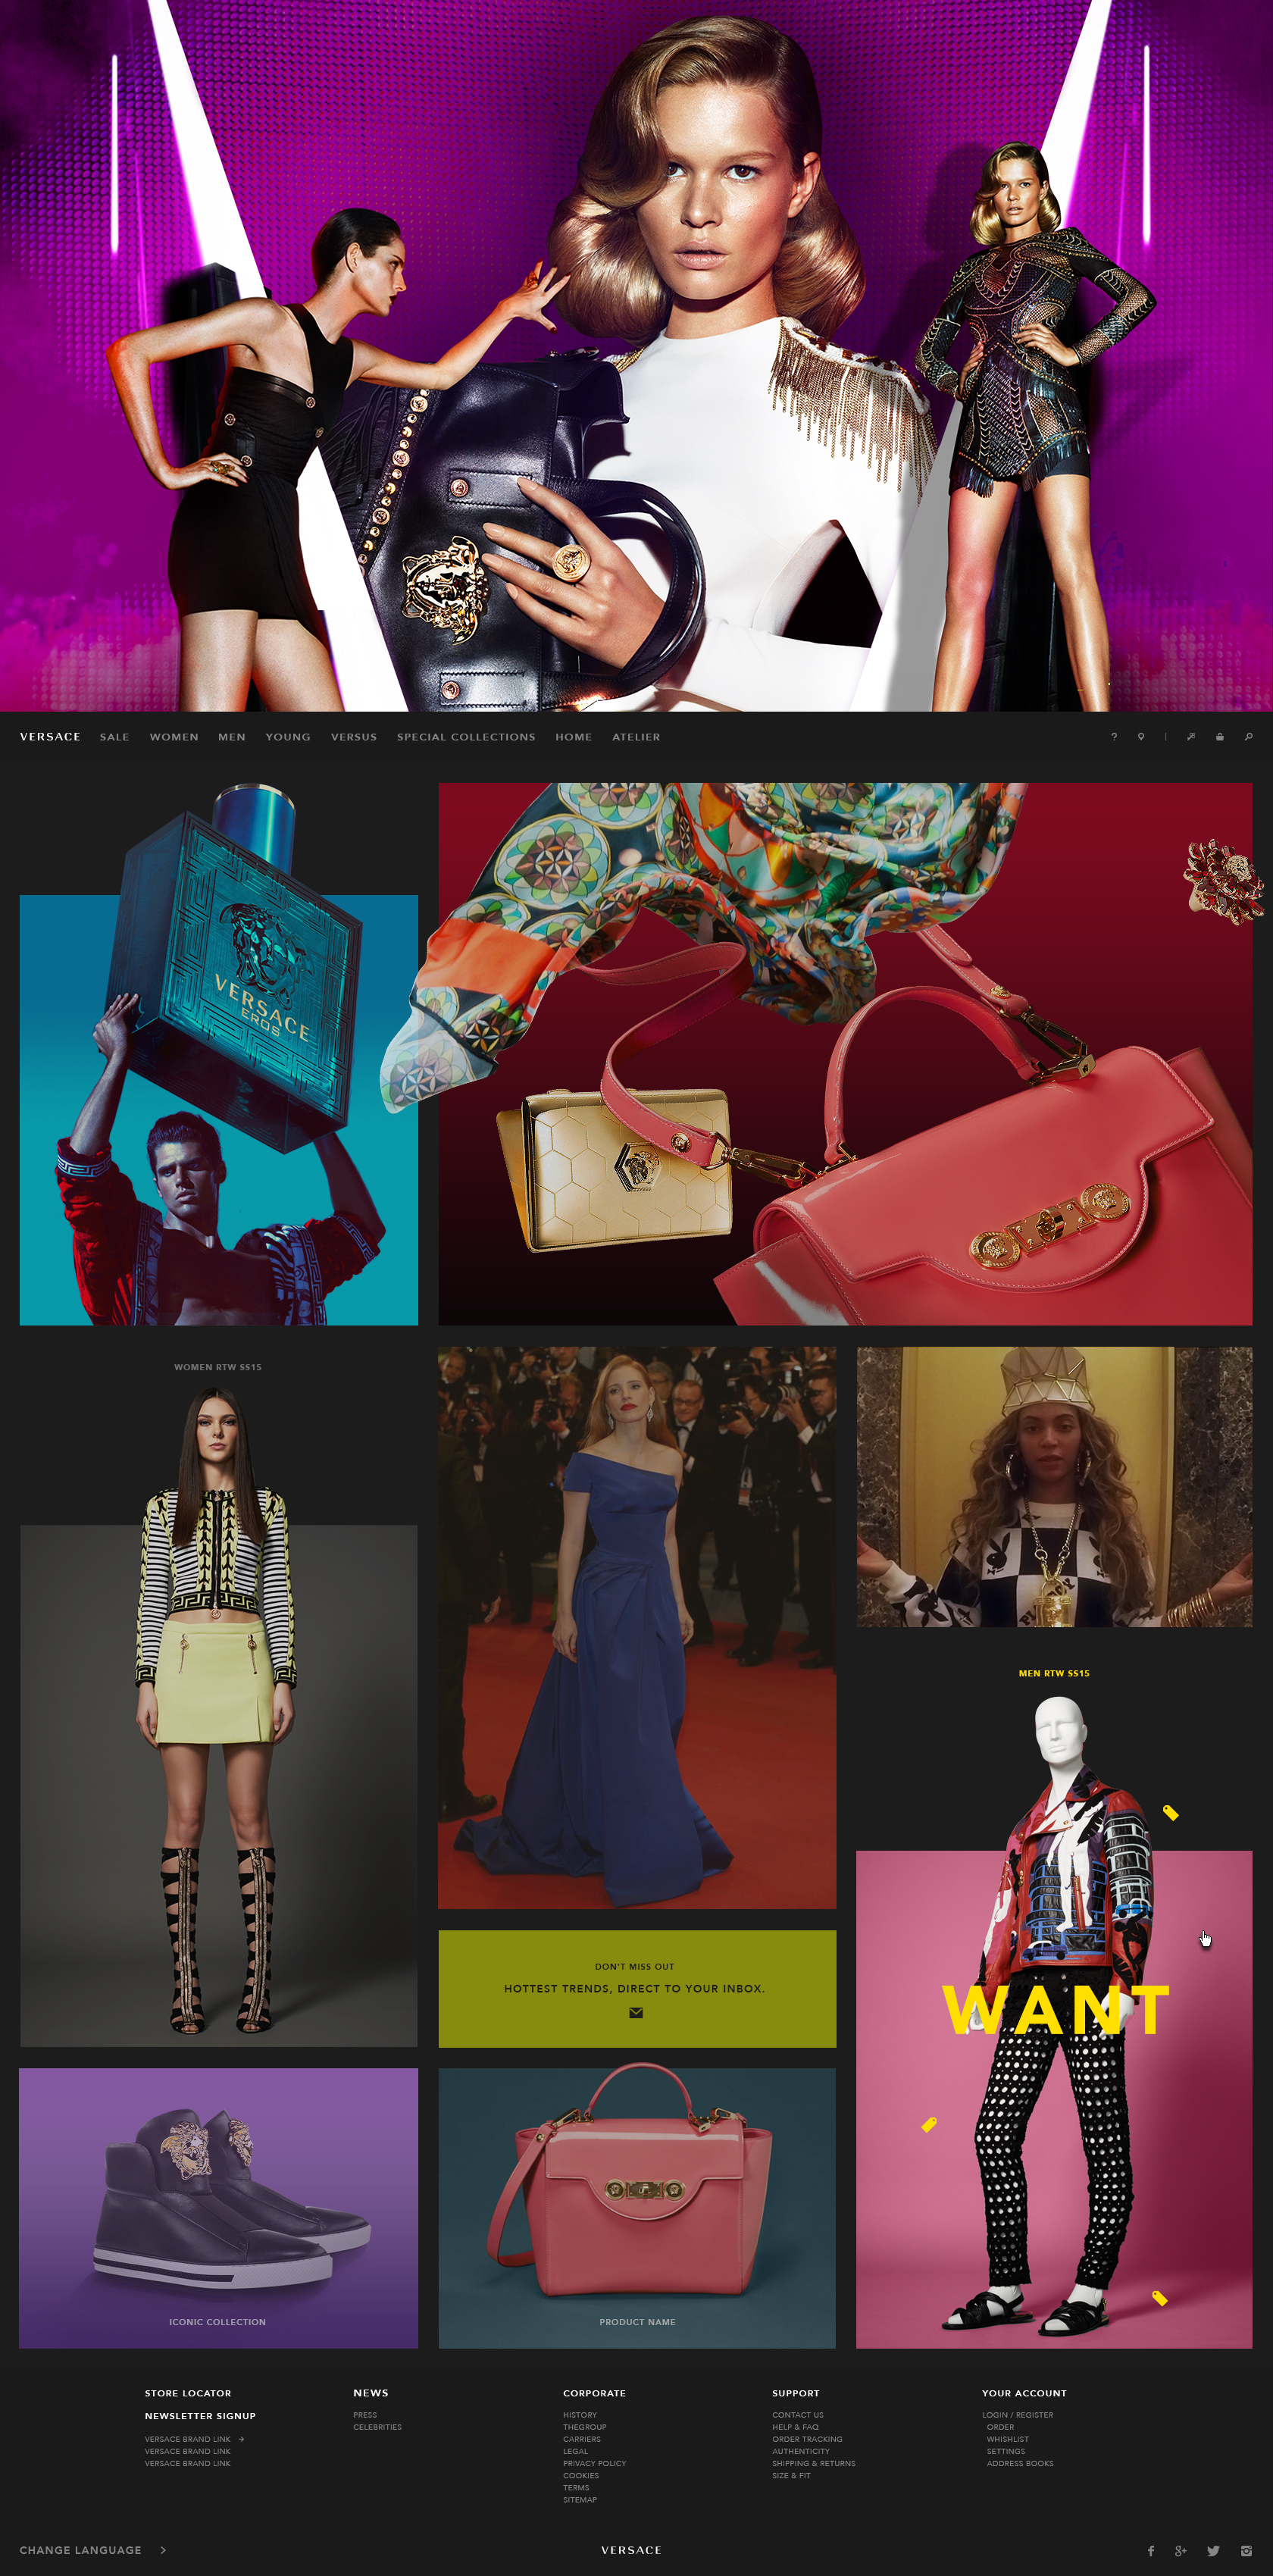 VERSACE SALE WOMEN MEN YOUNG VERSUS SPECIAL COLLECTIONS HOME ATELIER
VERSACE
EROS
WOMEN RTW SS15
MEN RTW SS15
WANT
DON'T MISS OUT
HOTTEST TRENDS, DIRECT TO YOUR INBOX.
ICONIC COLLECTION
PRODUCT NAME
STORE LOCATOR
NEWSLETTER SIGNUP
VERSACE BRAND LINK
VERSACE BRAND LINK
VERSACE BRAND LINK
NEWS
PRESS
CELEBRITIES
CORPORATE
HISTORY
THEGROUP
CARRIERS
LEGAL
PRIVACY POLICY
COOKIES
TERMS
SITEMAP
SUPPORT
CONTACT US
HELP & FAQ
ORDER TRACKING
AUTHENTICITY
SHIPPING & RETURNS
SIZE & FIT
YOUR ACCOUNT
LOGIN / REGISTER
ORDER
WHISHLIST
SETTINGS
ADDRESS BOOKS
CHANGE LANGUAGE
VERSACE